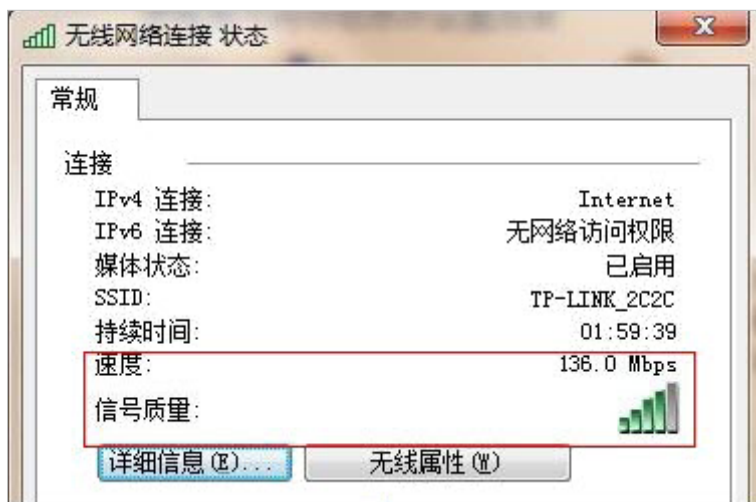 无线网络连接 状态
常规
连接
IPv4 连接: Internet
IPv6 连接: 无网络访问权限
媒体状态: 已启用
SSID: TP-LINK_2C2C
持续时间: 01:59:39
速度: 136.0 Mbps
信号质量:
详细信息(E)... 无线属性(W)